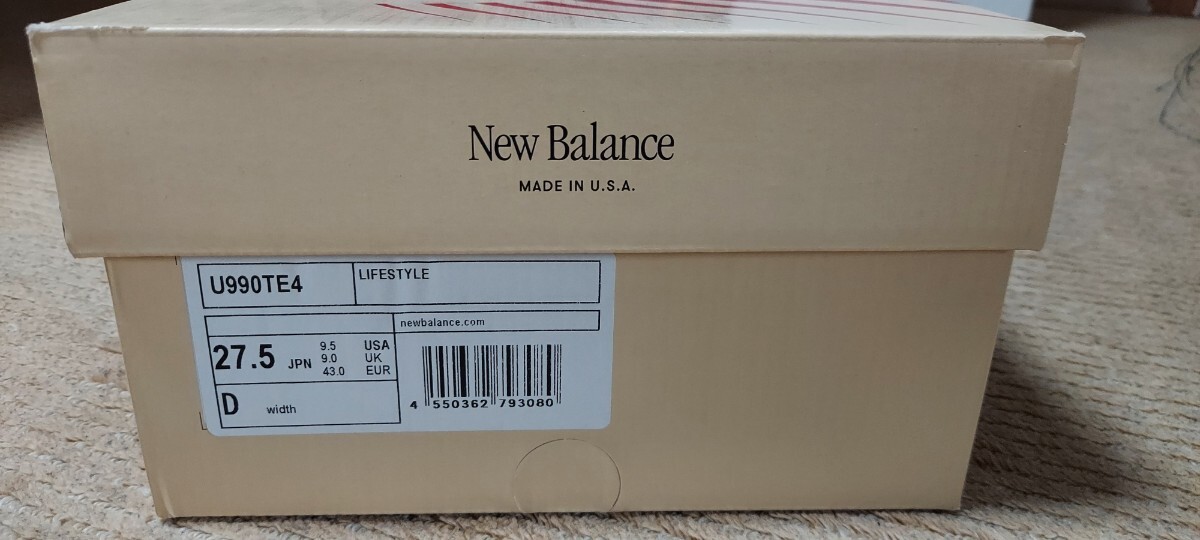 New Balance
MADE IN U.S.A.
U990TE4
LIFESTYLE
newbalance.com
27.5 JPN
9.5 USA
9.0 UK
43.0 EUR
D width
4 550362 793080